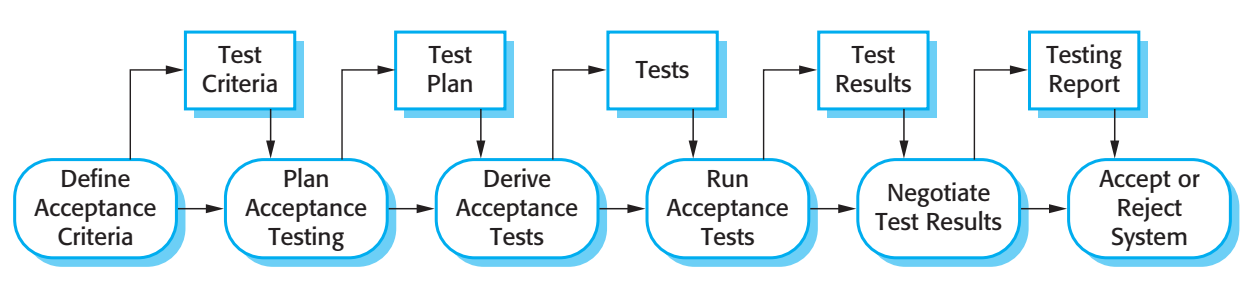 Test
Criteria
Test
Plan
Tests
Test
Results
Testing
Report
Define
Acceptance
Criteria
Plan
Acceptance
Testing
Derive
Acceptance
Tests
Run
Acceptance
Tests
Negotiate
Test Results
Accept or
Reject
System